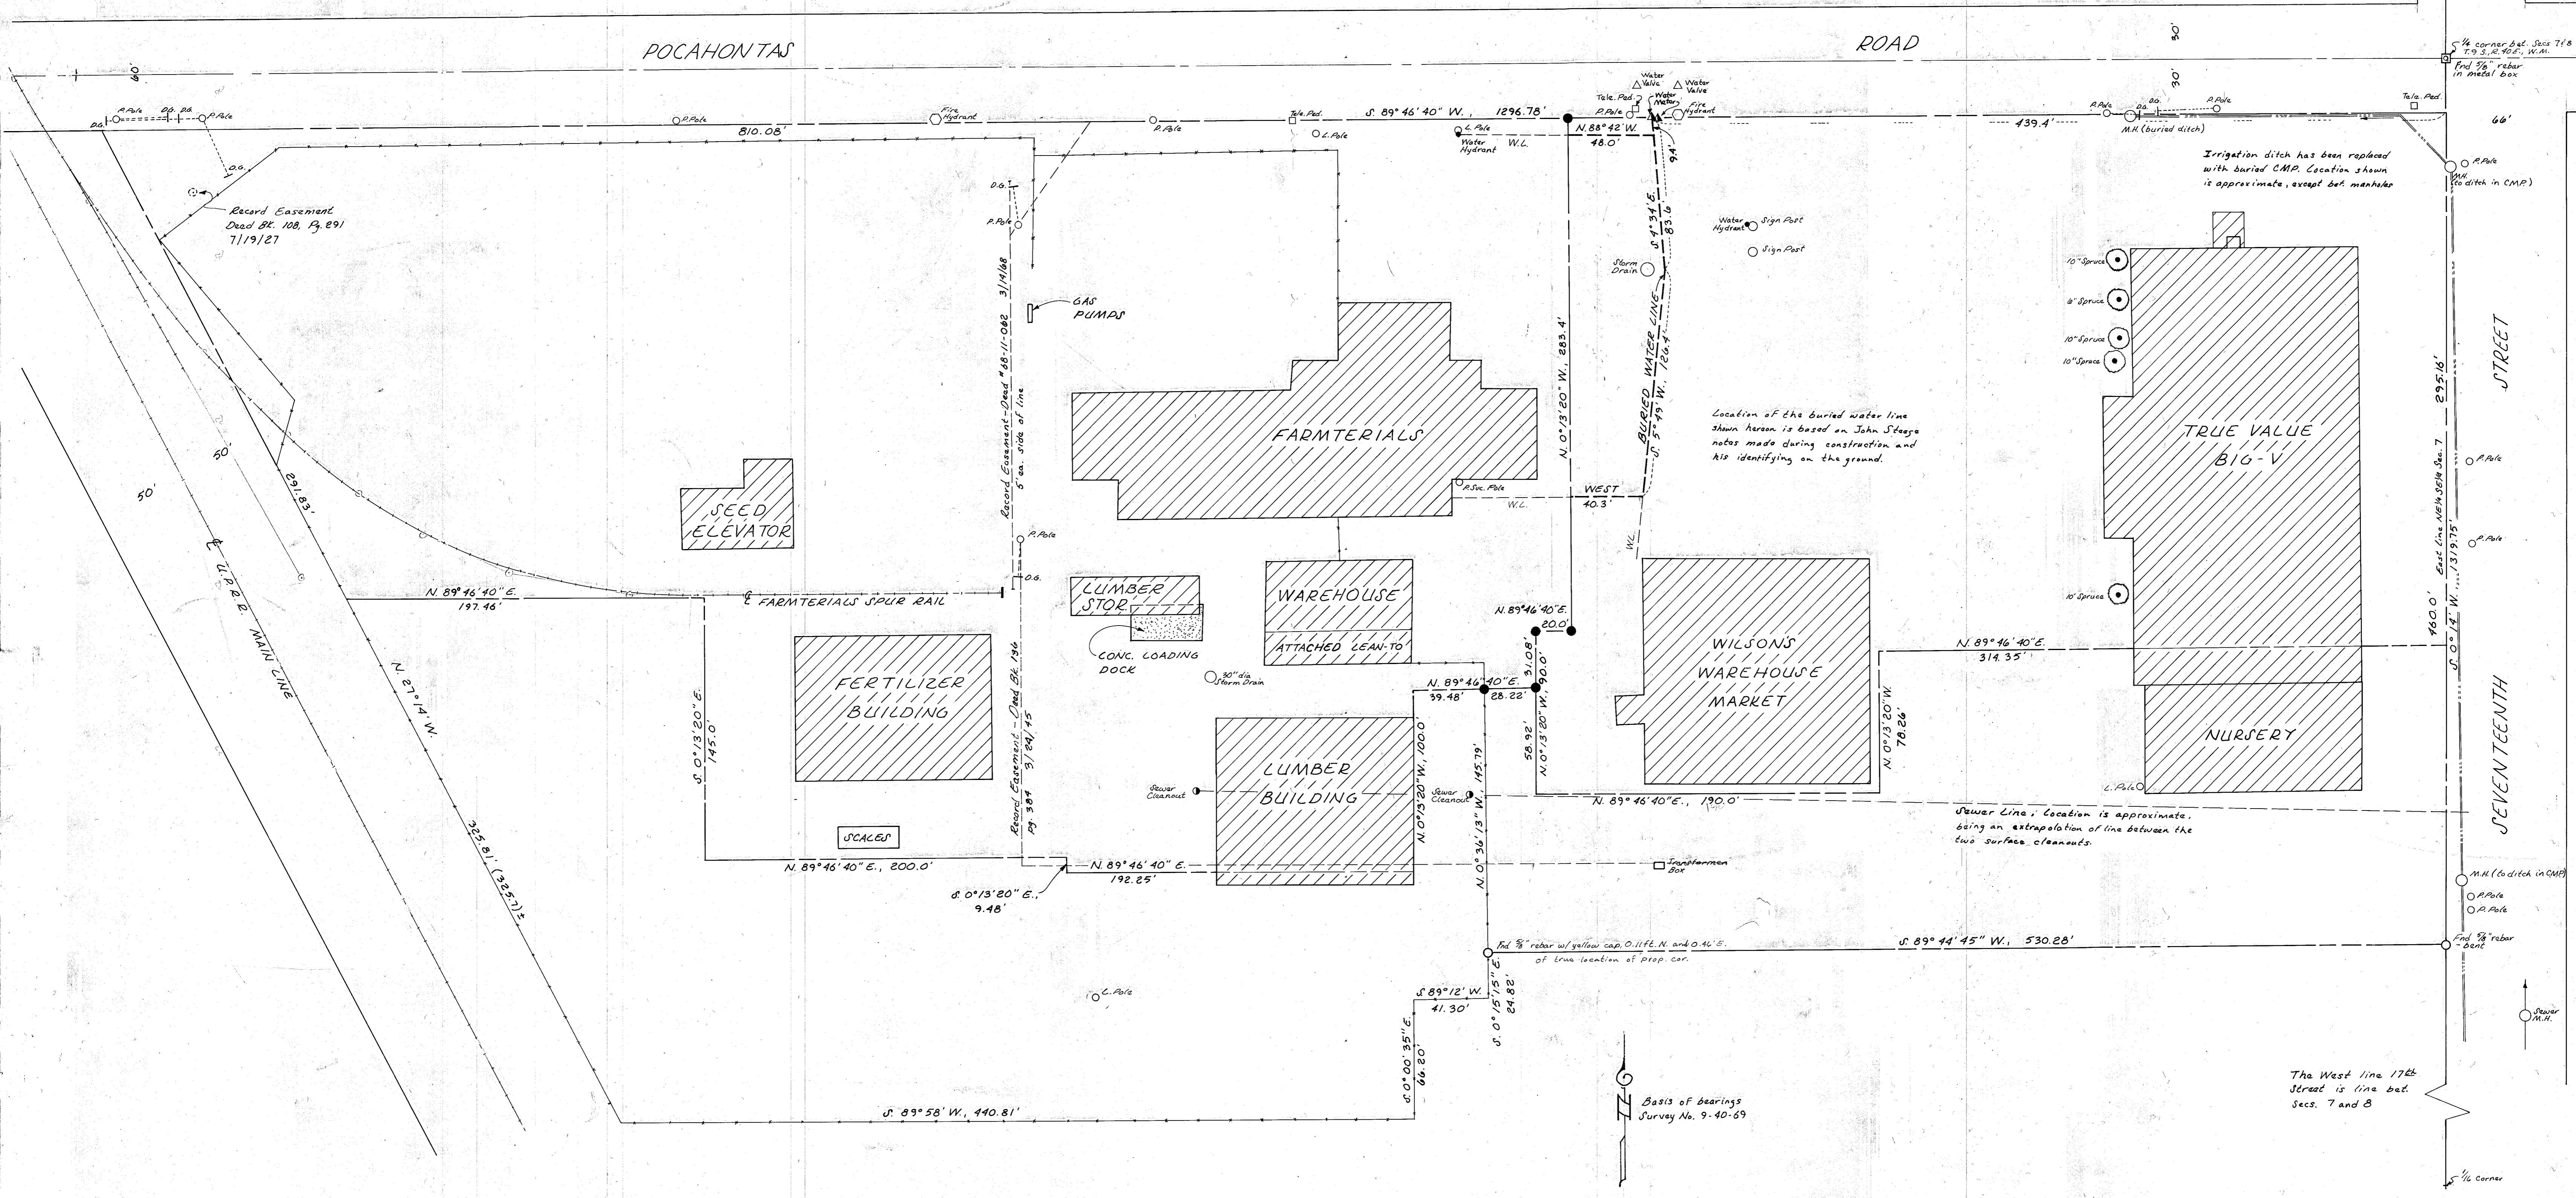 POCAHONTAS ROAD
S 1/4 corner bet. Secs 7 & 8
T. 9 S., R. 40 E., W.M.
Fnd 5/8" rebar
in metal box
30'
30'
60'
P. Pole
D.G. D.G.
P. Pole
D.G.
D.G.
P. Pole
Fire
Hydrant
810.08'
P. Pole
Tele. Ped.
L. Pole
S. 89° 46' 40" W., 1296.78'
L. Pole
Water
Hydrant
W.L.
N. 88° 42' W.
48.0'
Tele. Ped.
P. Pole
Water
Valve
Water
Valve
Water
Meter
Fire
Hydrant
9.4'
439.4'
P. Pole
D.G.
D.G.
P. Pole
M.H. (buried ditch)
Tele. Ped.
66'
P. Pole
M.H.
(to ditch in CMP)
Irrigation ditch has been replaced
with buried CMP. Location shown
is approximate, except bet. manholes
Record Easement
Deed Bk. 108, Pg. 291
7/19/27
D.G.
P. Pole
Record Easement - Deed # 68-11-062 3/14/68
5' ea. side of line
GAS
PUMPS
S 4° 34' E.
83.6'
Water
Hydrant
Sign Post
Sign Post
Storm
Drain
BURIED WATER LINE
S. 5° 49' W., 126.4'
N. 0° 13' 20" W., 283.4'
Location of the buried water line
shown hereon is based on John Steege
notes made during construction and
his identifying on the ground.
10" Spruce
6" Spruce
10" Spruce
10" Spruce
10" Spruce
TRUE VALUE
BIG-V
NURSERY
L. Pole
295.16'
East line NE¼SE¼ Sec. 7
S. 0° 14' W. .... 1319.75'
460.0'
STREET
SEVENTEENTH
P. Pole
P. Pole
FARMTERIALS
P. Svc. Pole
W.L.
WEST
40.3'
W.L.
50'
50'
291.83'
SEED
ELEVATOR
P. Pole
D.G.
℄ U.P.R.R. MAIN LINE
N. 89° 46' 40" E.
197.46'
℄ FARMTERIALS SPUR RAIL
LUMBER
STOR.
CONC. LOADING
DOCK
WAREHOUSE
ATTACHED LEAN-TO
30" dia
Storm Drain
N. 89° 46' 40" E.
20.0'
31.08'
N. 0° 13' 20" W., 90.0'
58.92'
N. 89° 46' 40" E.
39.48'
28.22'
WILSON'S
WAREHOUSE
MARKET
N. 89° 46' 40" E.
314.35'
N. 0° 13' 20" W.
78.26'
N. 89° 46' 40" E., 190.0'
N. 27° 14' W.
325.81' (325.7)±
S. 0° 13' 20" E.
145.0'
FERTILIZER
BUILDING
Record Easement - Deed Bk. 136
Pg. 384 3/24/45
Sewer
Cleanout
LUMBER
BUILDING
Sewer
Cleanout
N. 0° 13' 20" W., 100.0'
N. 0° 36' 13" W., 145.79'
Sewer Line; Location is approximate,
being an extrapolation of line between the
two surface cleanouts.
SCALES
N. 89° 46' 40" E., 200.0'
N. 89° 46' 40" E.
192.25'
S. 0° 13' 20" E.,
9.48'
Transformer
Box
M.H. (to ditch in CMP)
P. Pole
P. Pole
Fnd 5/8" rebar w/ yellow cap, 0.11 ft. N. and 0.46' E.
of true location of prop. cor.
S. 89° 44' 45" W., 530.28'
Fnd 5/8" rebar
- bent
L. Pole
S 89° 12' W.
41.30'
S. 0° 15' 15" E.
24.82'
S. 0° 00' 35" E.
66.20'
S. 89° 58' W., 440.81'
Basis of bearings
Survey No. 9-40-69
Sewer
M.H.
The West line 17th
Street is line bet.
Secs. 7 and 8
S 1/16 Corner